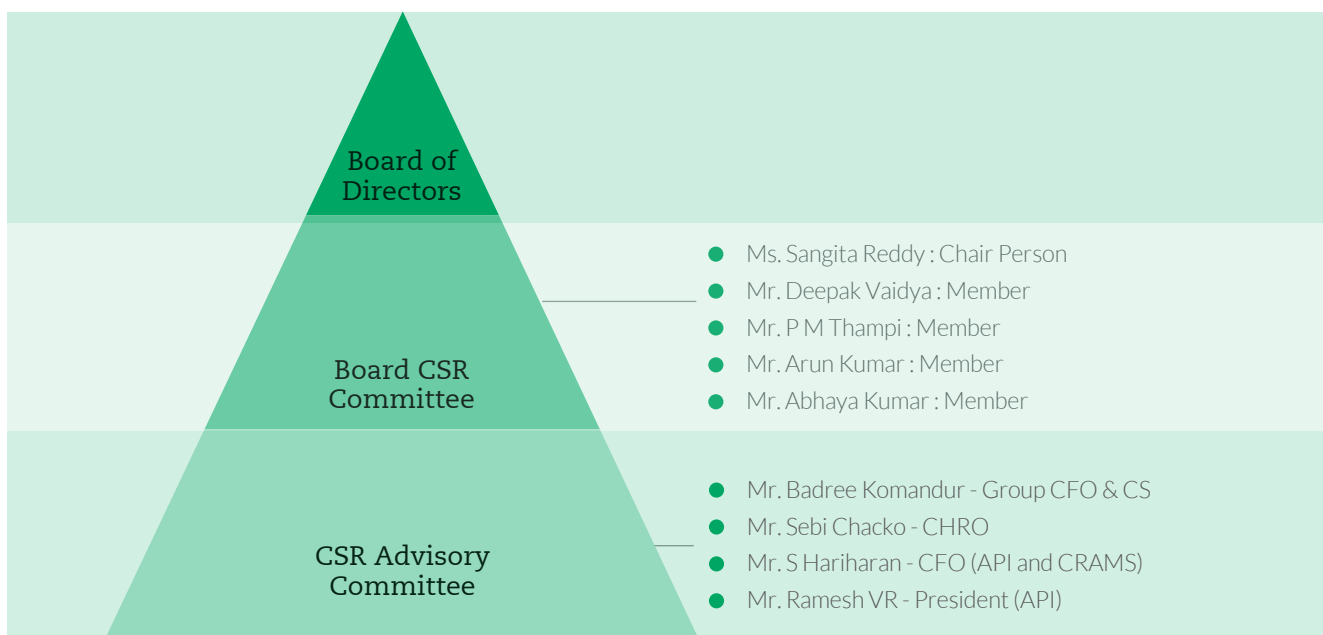 Board of
Directors
Ms. Sangita Reddy : Chair Person
Mr. Deepak Vaidya : Member
Mr. P M Thampi : Member
Mr. Arun Kumar : Member
Mr. Abhaya Kumar : Member
Board CSR
Committee
Mr. Badree Komandur - Group CFO & CS
Mr. Sebi Chacko - CHRO
Mr. S Hariharan - CFO (API and CRAMS)
Mr. Ramesh VR - President (API)
CSR Advisory
Committee